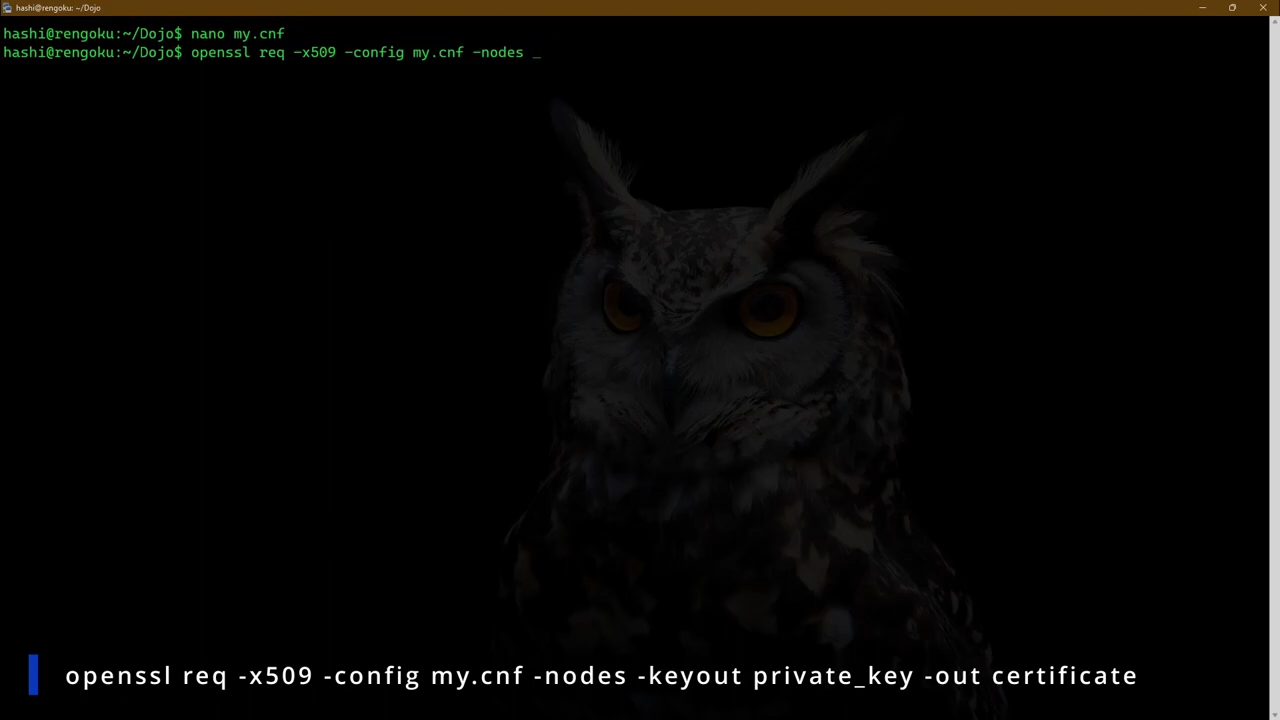 hashi@rengoku: ~/Dojo
hashi@rengoku:~/Dojo$ nano my.cnf
hashi@rengoku:~/Dojo$ openssl req -x509 -config my.cnf -nodes _
openssl req -x509 -config my.cnf -nodes -keyout private_key -out certificate